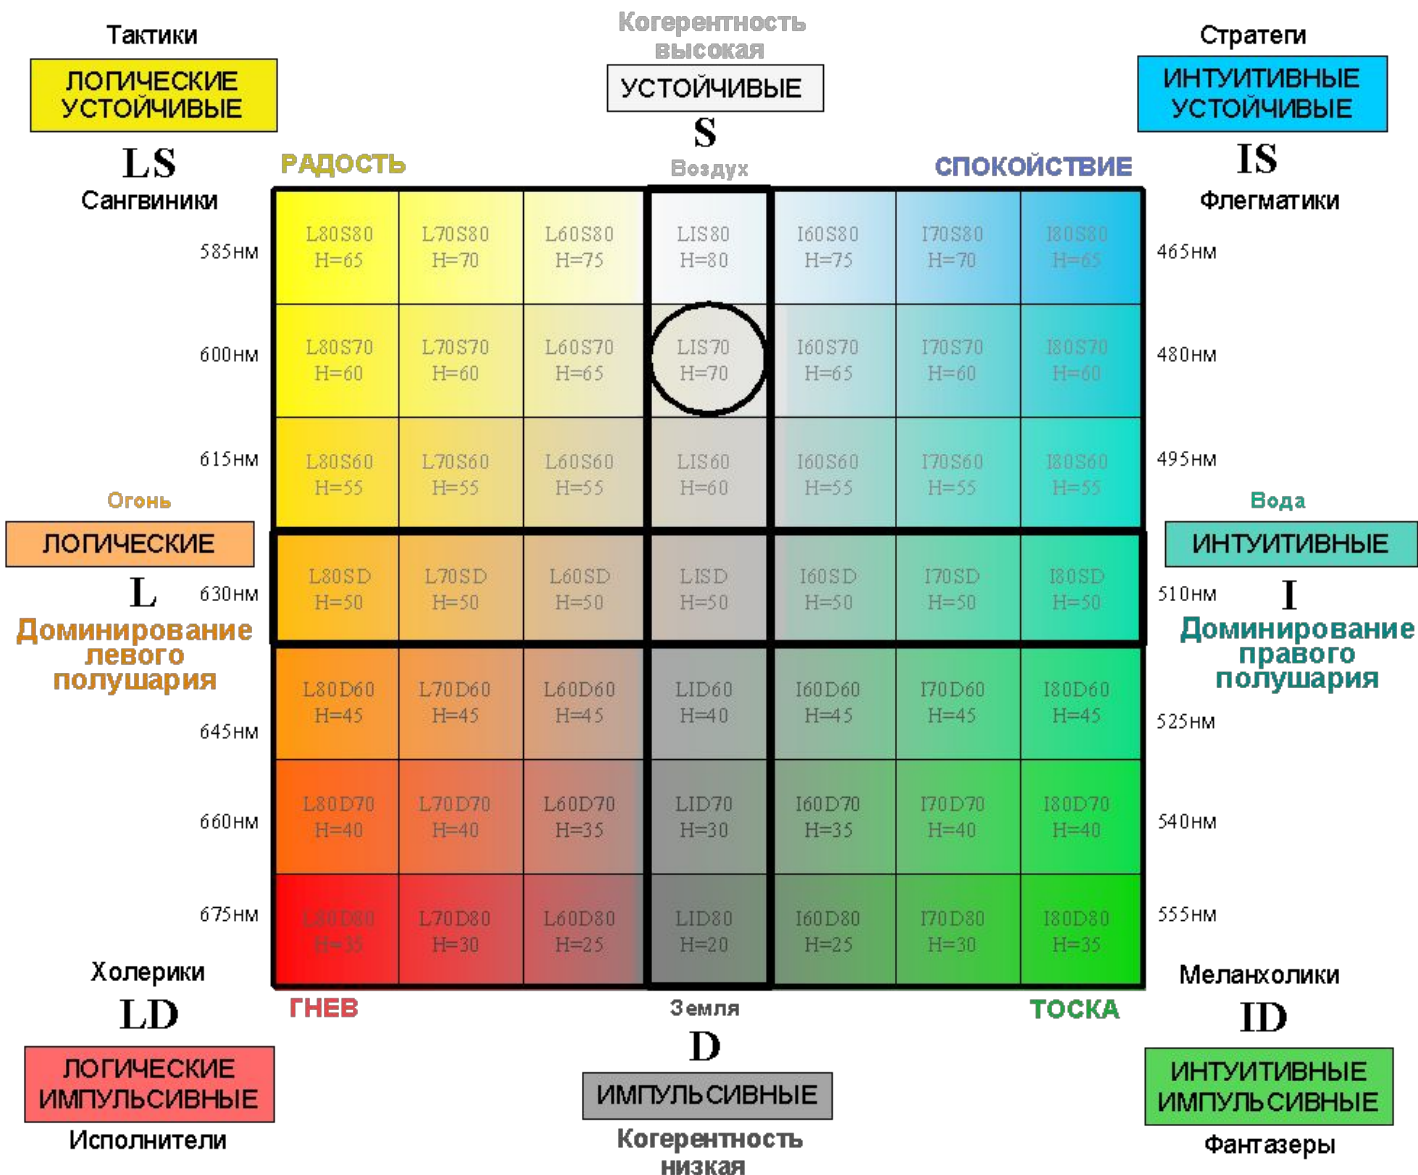 Тактики
ЛОГИЧЕСКИЕ
УСТОЙЧИВЫЕ
LS
Сангвиники
Когерентность
высокая
УСТОЙЧИВЫЕ
S
Воздух
Стратеги
ИНТУИТИВНЫЕ
УСТОЙЧИВЫЕ
IS
Флегматики
РАДОСТЬ
СПОКОЙСТВИЕ
585нм
L80S80 L70S80 L60S80 LIS80 I60S80 I70S80 I80S80
H=65 H=70 H=75 H=80 H=75 H=70 H=65
465нм
600нм
L80S70 L70S70 L60S70 LIS70 I60S70 I70S70 I80S70
H=60 H=60 H=65 H=70 H=65 H=60 H=60
480нм
615нм
L80S60 L70S60 L60S60 LIS60 I60S60 I70S60 I80S60
H=55 H=55 H=55 H=60 H=55 H=55 H=55
495нм
Огонь
ЛОГИЧЕСКИЕ
L
630нм
Доминирование
левого
полушария
L80SD L70SD L60SD LISD I60SD I70SD I80SD
H=50 H=50 H=50 H=50 H=50 H=50 H=50
Вода
ИНТУИТИВНЫЕ
510нм
I
Доминирование
правого
полушария
L80D60 L70D60 L60D60 LID60 I60D60 I70D60 I80D60
H=45 H=45 H=45 H=40 H=45 H=45 H=45
645нм
525нм
660нм
L80D70 L70D70 L60D70 LID70 I60D70 I70D70 I80D70
H=40 H=40 H=35 H=30 H=35 H=40 H=40
540нм
675нм
L80D80 L70D80 L60D80 LID80 I60D80 I70D80 I80D80
H=35 H=30 H=25 H=20 H=25 H=30 H=35
555нм
Холерики
LD
ГНЕВ
ЛОГИЧЕСКИЕ
ИМПУЛЬСИВНЫЕ
Исполнители
Земля
D
ИМПУЛЬСИВНЫЕ
Когерентность
низкая
ТОСКА
Меланхолики
ID
ИНТУИТИВНЫЕ
ИМПУЛЬСИВНЫЕ
Фантазеры